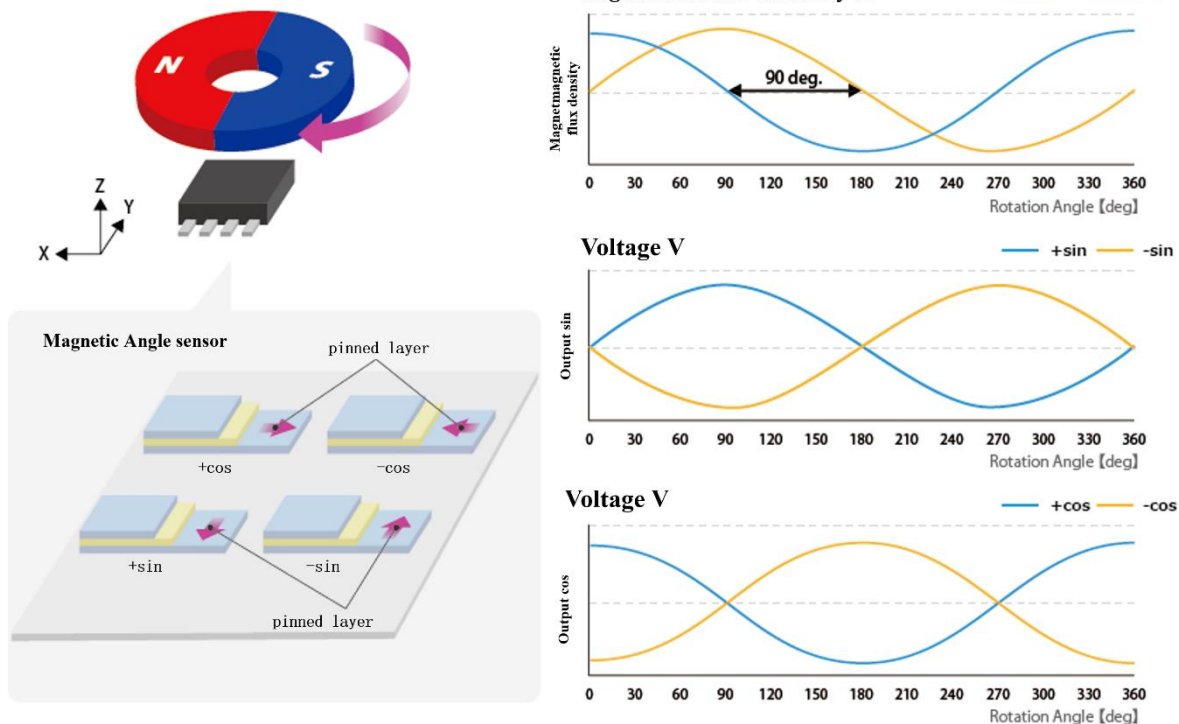 N
S
Z
Y
X
Magnetic Angle sensor
pinned layer
+cos
-cos
+sin
-sin
pinned layer
Magnetmagnetic
flux density
90 deg.
0 30 60 90 120 150 180 210 240 270 300 330 360
Rotation Angle【deg】
Voltage V
+sin -sin
Output sin
0 30 60 90 120 150 180 210 240 270 300 330 360
Rotation Angle【deg】
Voltage V
+cos -cos
Output cos
0 30 60 90 120 150 180 210 240 270 300 330 360
Rotation Angle【deg】